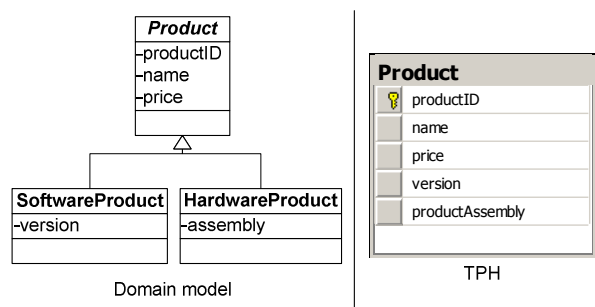 Product
-productID
-name
-price
SoftwareProduct
-version
HardwareProduct
-assembly
Domain model
Product
productID
name
price
version
productAssembly
TPH